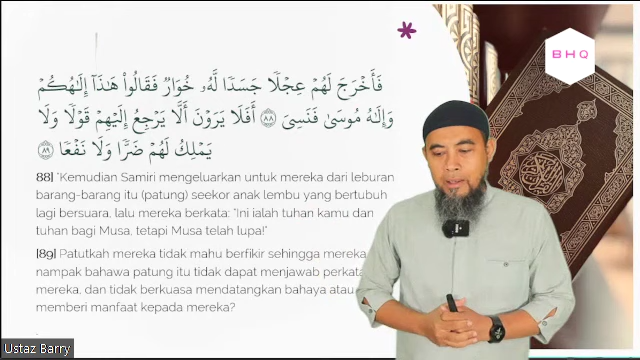 BHQ
فَأَخْرَجَ لَهُمْ عِجْلًا جَسَدًا لَّهُۥ خُوَارٌ فَقَالُوا۟ هَـٰذَآ إِلَـٰهُكُمْ
وَإِلَـٰهُ مُوسَىٰ فَنَسِىَ ٨٨ أَفَلَا يَرَوْنَ أَلَّا يَرْجِعُ إِلَيْهِمْ قَوْلًا وَلَا
يَمْلِكُ لَهُمْ ضَرًّا وَلَا نَفْعًا ٨٩
88] "Kemudian Samiri mengeluarkan untuk mereka dari leburan
barang-barang itu (patung) seekor anak lembu yang bertubuh
lagi bersuara, lalu mereka berkata: "Ini ialah tuhan kamu dan
tuhan bagi Musa, tetapi Musa telah lupa!"
[89] Patutkah mereka tidak mahu berfikir sehingga mereka
nampak bahawa patung itu tidak dapat menjawab perkata
mereka, dan tidak berkuasa mendatangkan bahaya atau
memberi manfaat kepada mereka?
Ustaz Barry